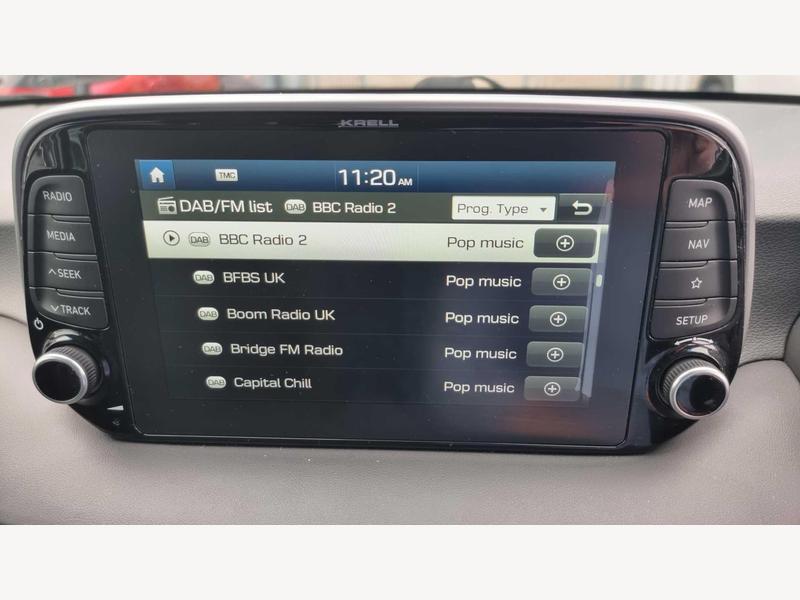 KRELL
TMC 11:20 AM
RADIO
MEDIA
SEEK
TRACK
DAB/FM list DAB BBC Radio 2 Prog. Type
DAB BBC Radio 2 Pop music
DAB BFBS UK Pop music
DAB Boom Radio UK Pop music
DAB Bridge FM Radio Pop music
DAB Capital Chill Pop music
MAP
NAV
SETUP